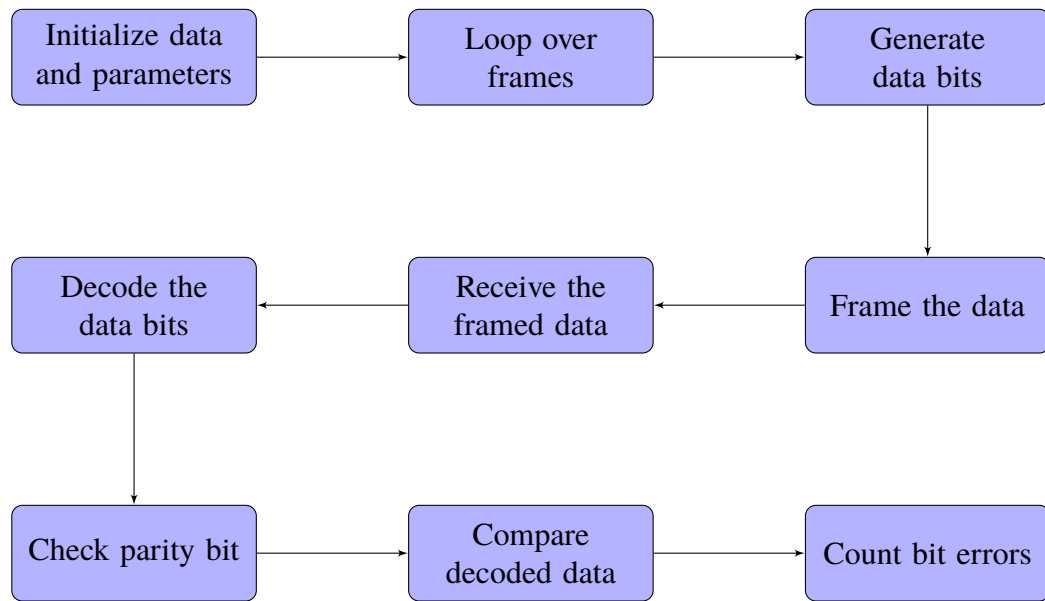 Initialize data
and parameters
Loop over
frames
Generate
data bits
Decode the
data bits
Receive the
framed data
Frame the data
Check parity bit
Compare
decoded data
Count bit errors